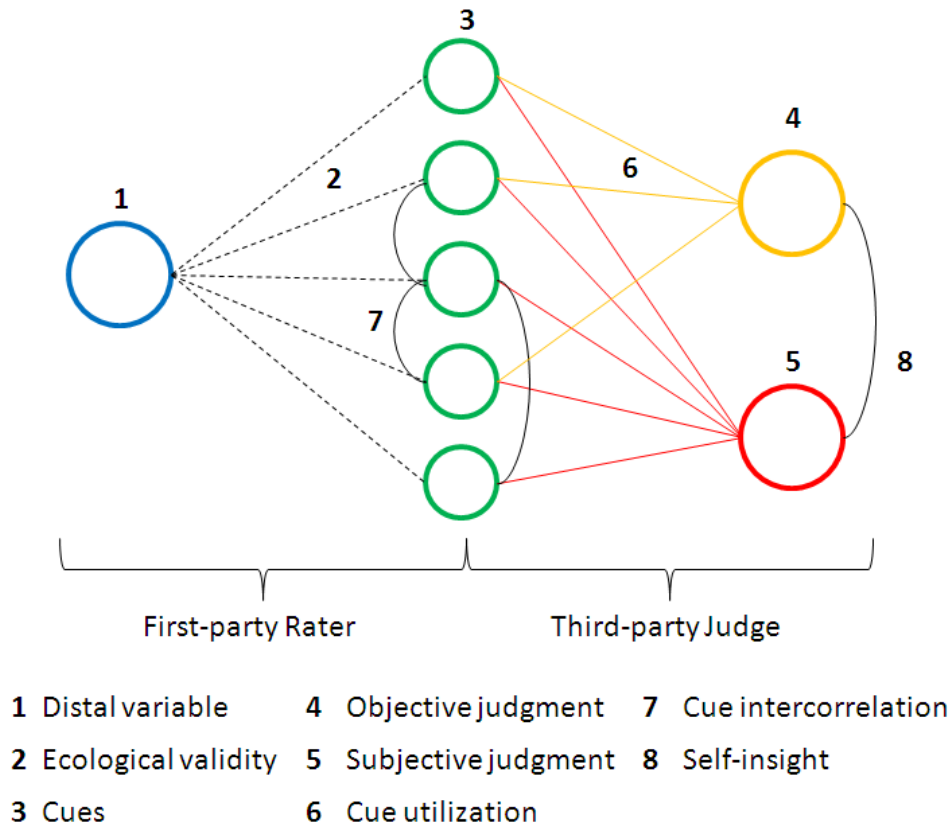 3
4
6
2
1
7
5
8
First-party Rater
Third-party Judge
1 Distal variable
4 Objective judgment
7 Cue intercorrelation
2 Ecological validity
5 Subjective judgment
8 Self-insight
3 Cues
6 Cue utilization